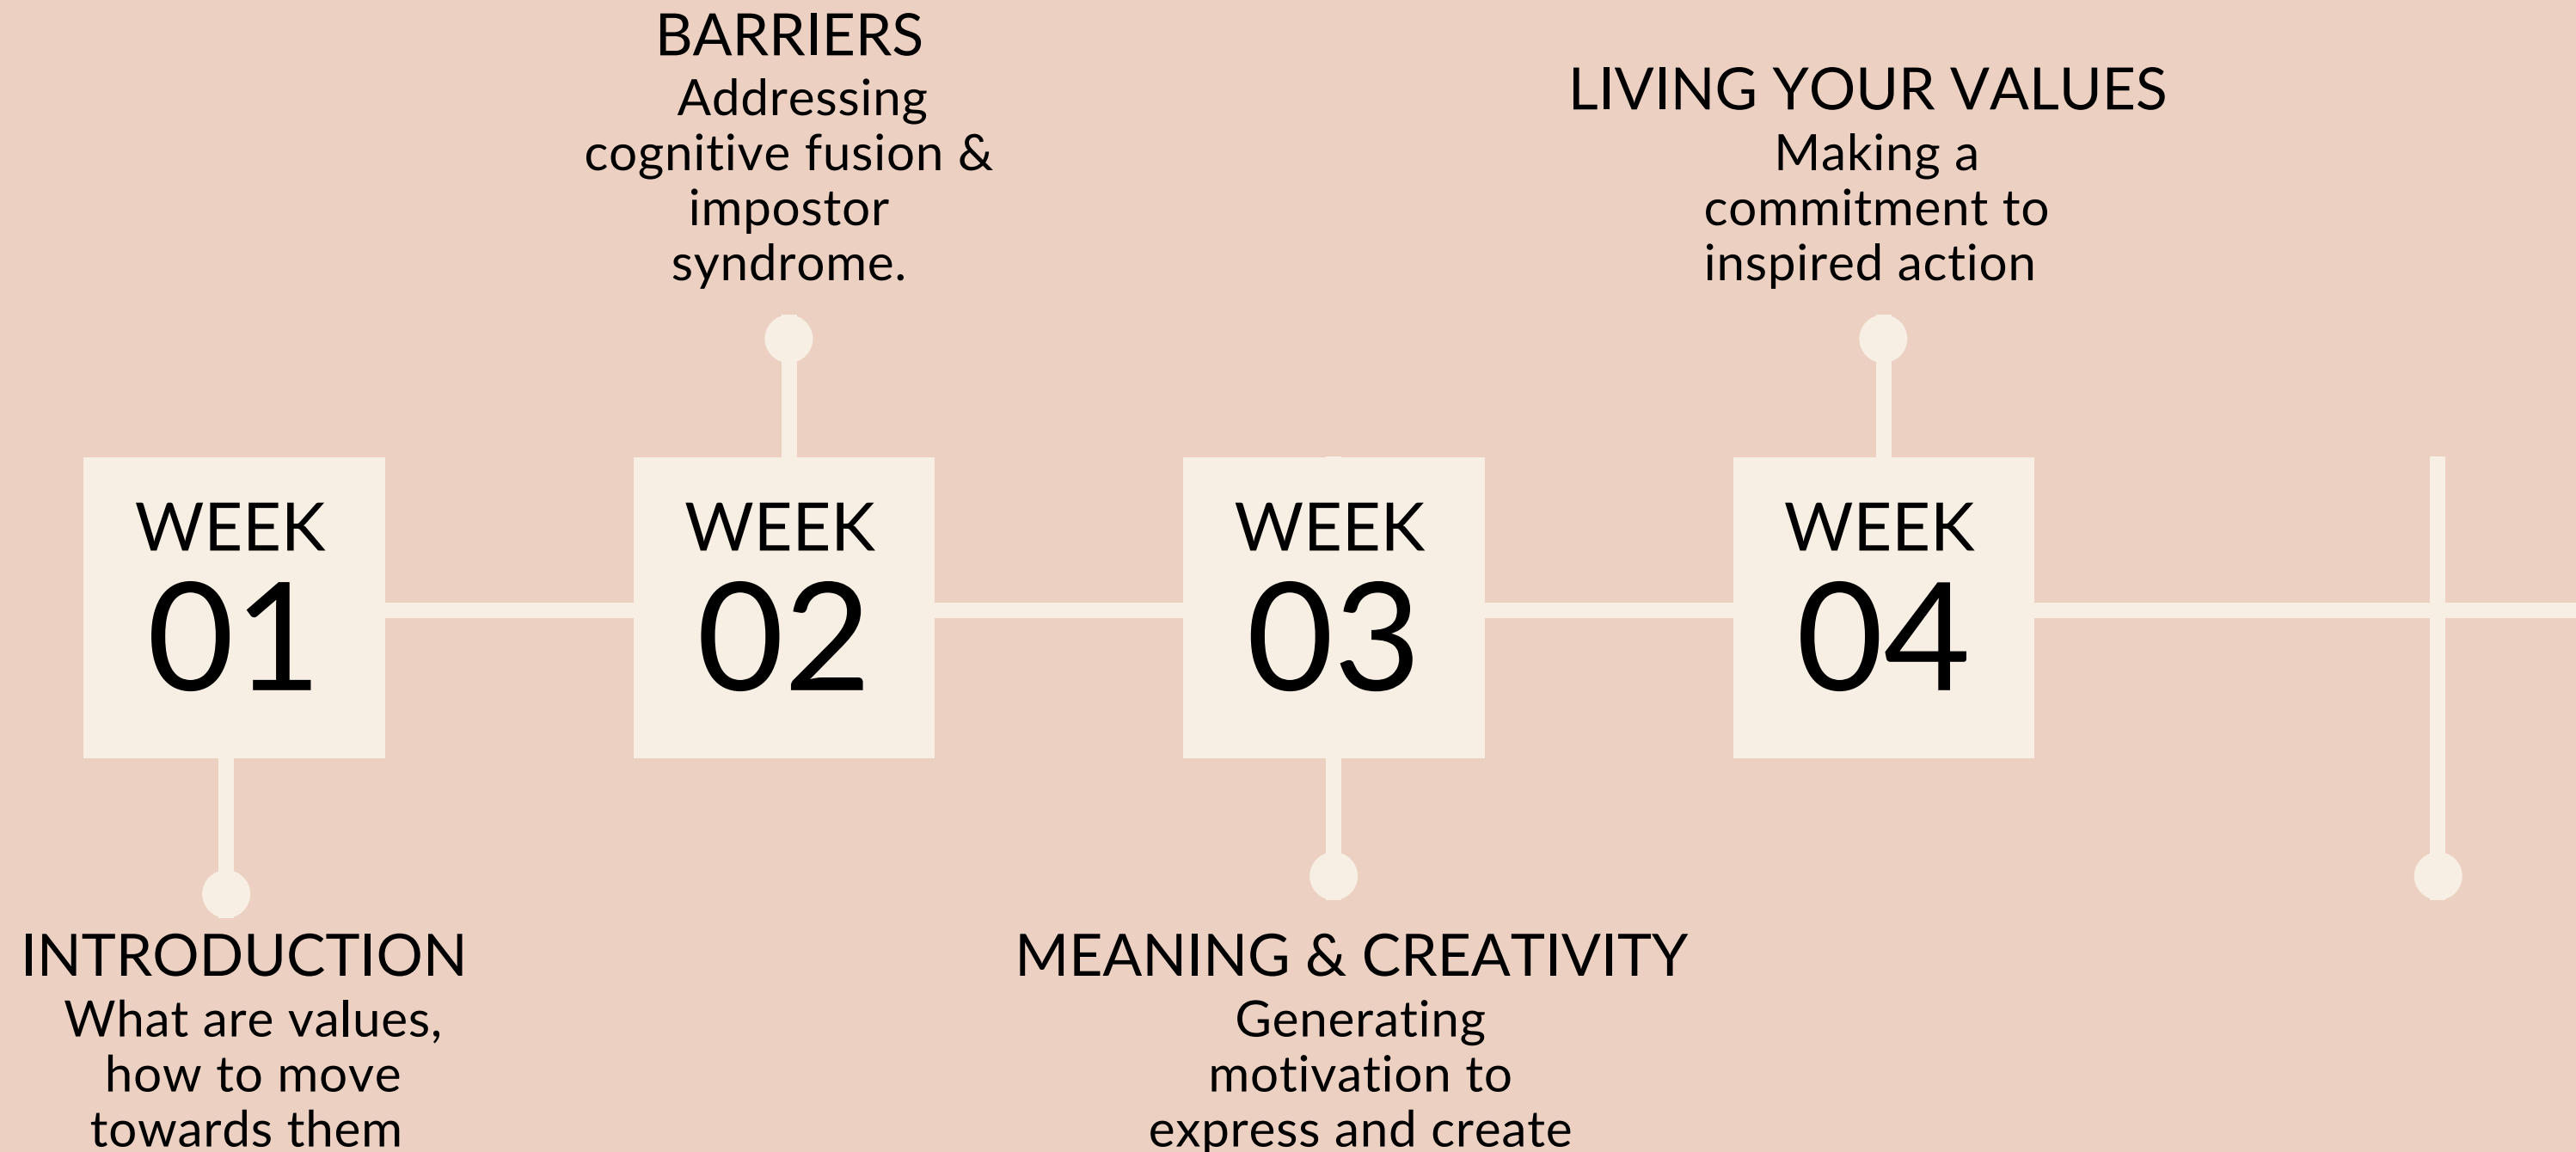 BARRIERS
Addressing
cognitive fusion &
impostor
syndrome.
LIVING YOUR VALUES
Making a
commitment to
inspired action
WEEK
01
WEEK
02
WEEK
03
WEEK
04
INTRODUCTION
What are values,
how to move
towards them
MEANING & CREATIVITY
Generating
motivation to
express and create